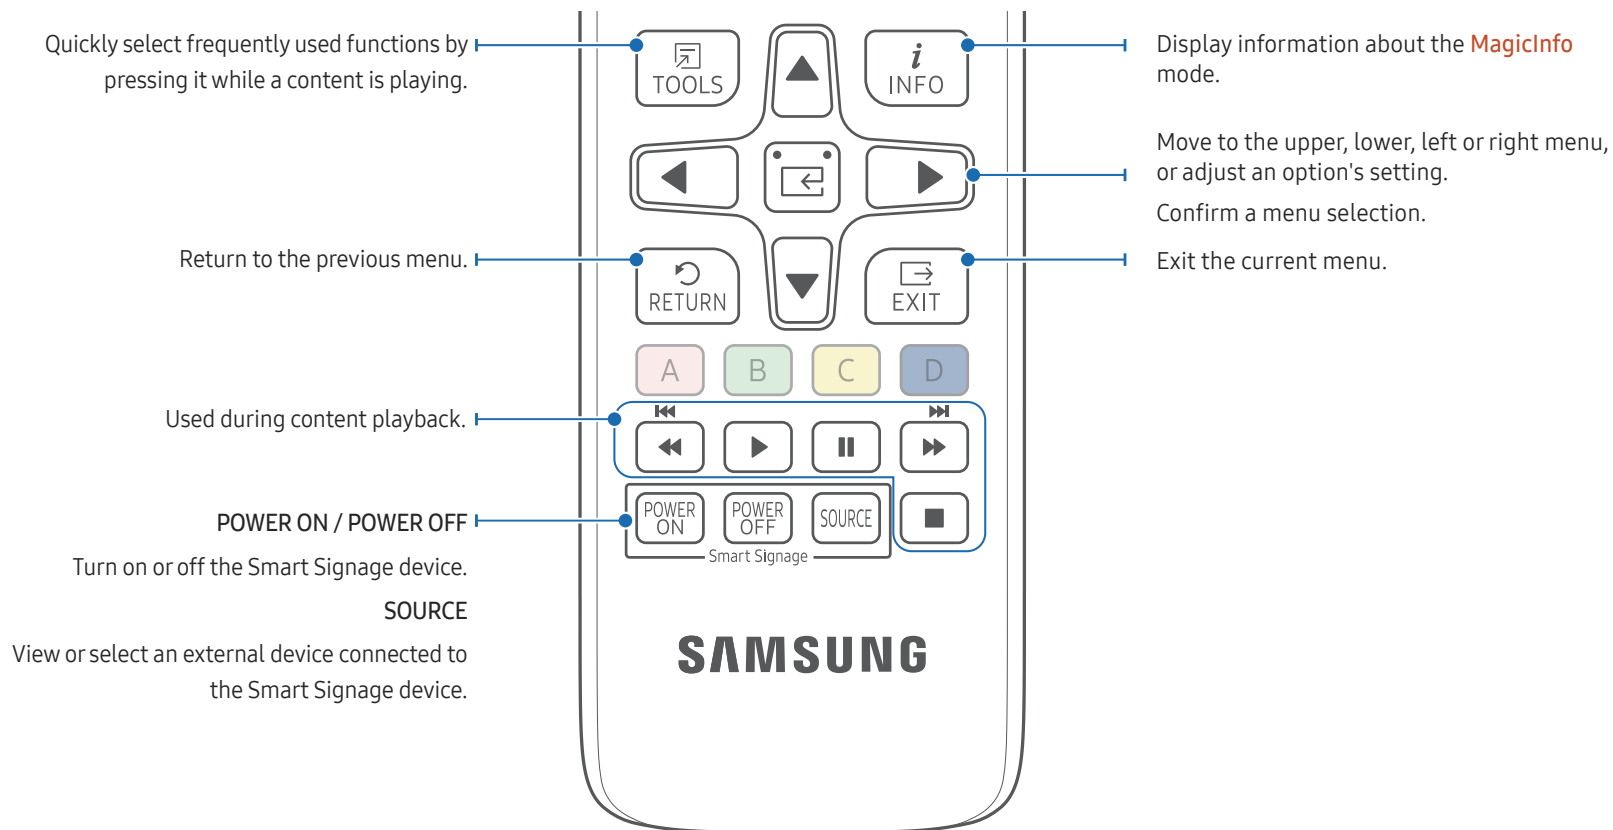 Quickly select frequently used functions by
pressing it while a content is playing.
TOOLS
i
INFO
Display information about the MagicInfo
mode.
Move to the upper, lower, left or right menu,
or adjust an option's setting.
Confirm a menu selection.
Return to the previous menu.
RETURN
EXIT
Exit the current menu.
A B C D
Used during content playback.
POWER ON / POWER OFF
Turn on or off the Smart Signage device.
SOURCE
View or select an external device connected to
the Smart Signage device.
POWER
ON
POWER
OFF
SOURCE
Smart Signage
SAMSUNG